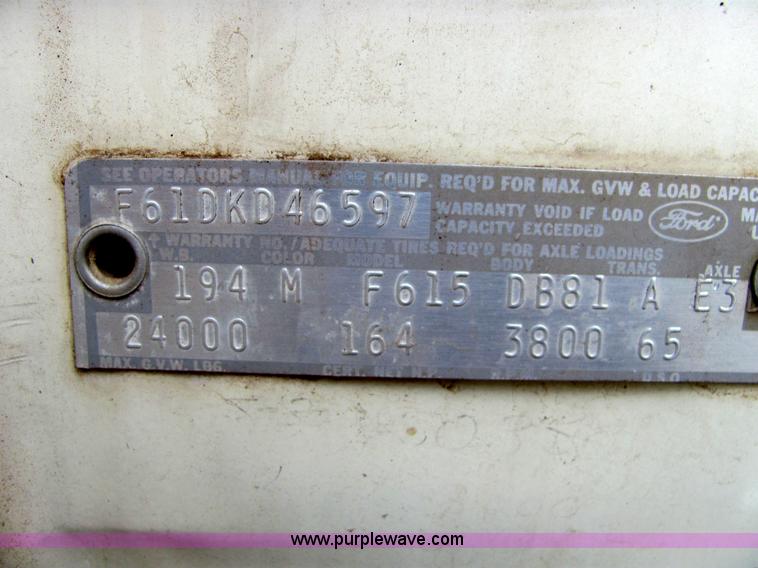 SEE OPERATORS MANUAL FOR EQUIP. REQ'D FOR MAX. GVW & LOAD CAPAC
F61DKD46597
WARRANTY VOID IF LOAD
CAPACITY, EXCEEDED
Ford
MA
WARRANTY NO./ADEQUATE TIRES REQ'D FOR AXLE LOADINGS
W.B. COLOR MODEL BODY TRANS. AXLE
194 M F615 DB81 A E3
24000 164 3800 65
MAX. G.V.W. LBS. CERT. NET H.P. R.P.M. D.S.O.
www.purplewave.com